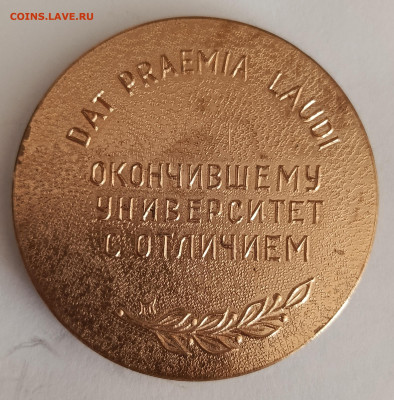 COINS.LAVE.RU
DAT PRAEMIA LAUDI
ОКОНЧИВШЕМУ
УНИВЕРСИТЕТ
С ОТЛИЧИЕМ